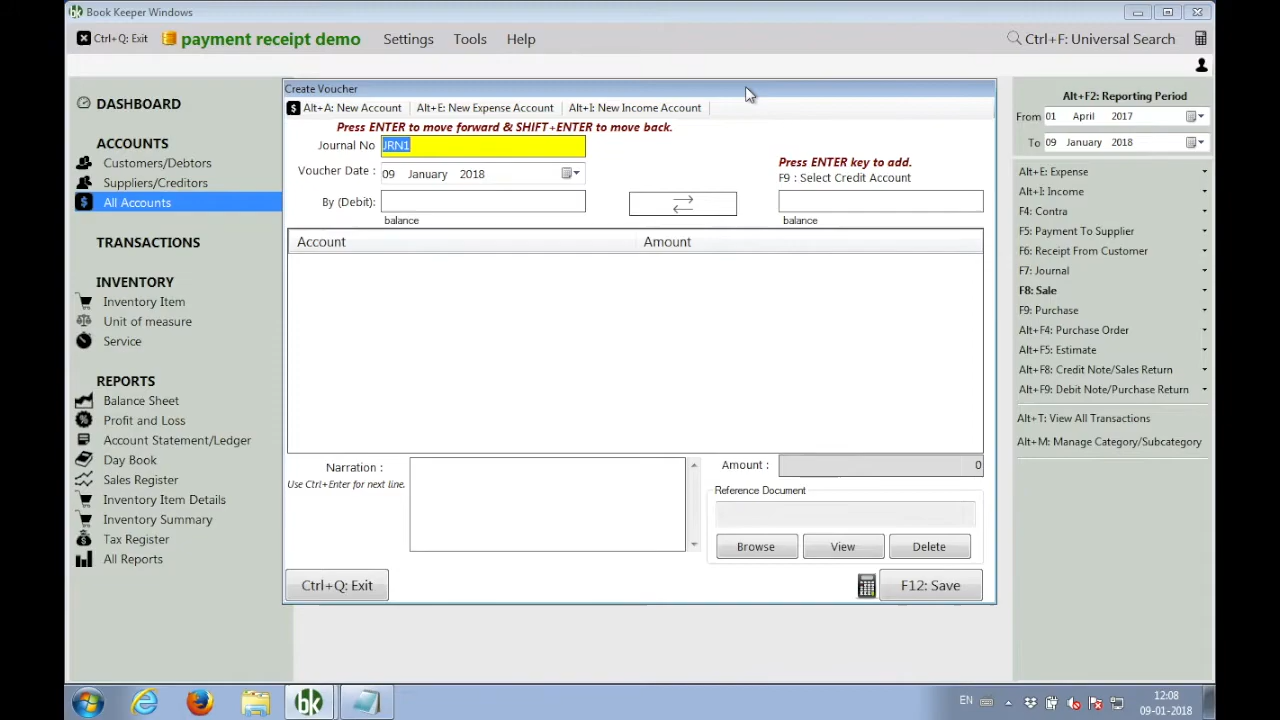 Book Keeper Windows
Ctrl+Q: Exit payment receipt demo Settings Tools Help Ctrl+F: Universal Search
DASHBOARD
ACCOUNTS
Customers/Debtors
Suppliers/Creditors
All Accounts
TRANSACTIONS
INVENTORY
Inventory Item
Unit of measure
Service
REPORTS
Balance Sheet
Profit and Loss
Account Statement/Ledger
Day Book
Sales Register
Inventory Item Details
Inventory Summary
Tax Register
All Reports
Create Voucher
Alt+A: New Account Alt+E: New Expense Account Alt+I: New Income Account
Press ENTER to move forward & SHIFT+ENTER to move back.
Journal No JRN1
Voucher Date : 09 January 2018
Press ENTER key to add.
F9 : Select Credit Account
By (Debit):
balance balance
Account Amount
Narration :
Use Ctrl+Enter for next line.
Amount : 0
Reference Document
Browse View Delete
Ctrl+Q: Exit F12: Save
Alt+F2: Reporting Period
From 01 April 2017
To 09 January 2018
Alt+E: Expense
Alt+I: Income
F4: Contra
F5: Payment To Supplier
F6: Receipt From Customer
F7: Journal
F8: Sale
F9: Purchase
Alt+F4: Purchase Order
Alt+F5: Estimate
Alt+F8: Credit Note/Sales Return
Alt+F9: Debit Note/Purchase Return
Alt+T: View All Transactions
Alt+M: Manage Category/Subcategory
bk
EN
12:08
09-01-2018